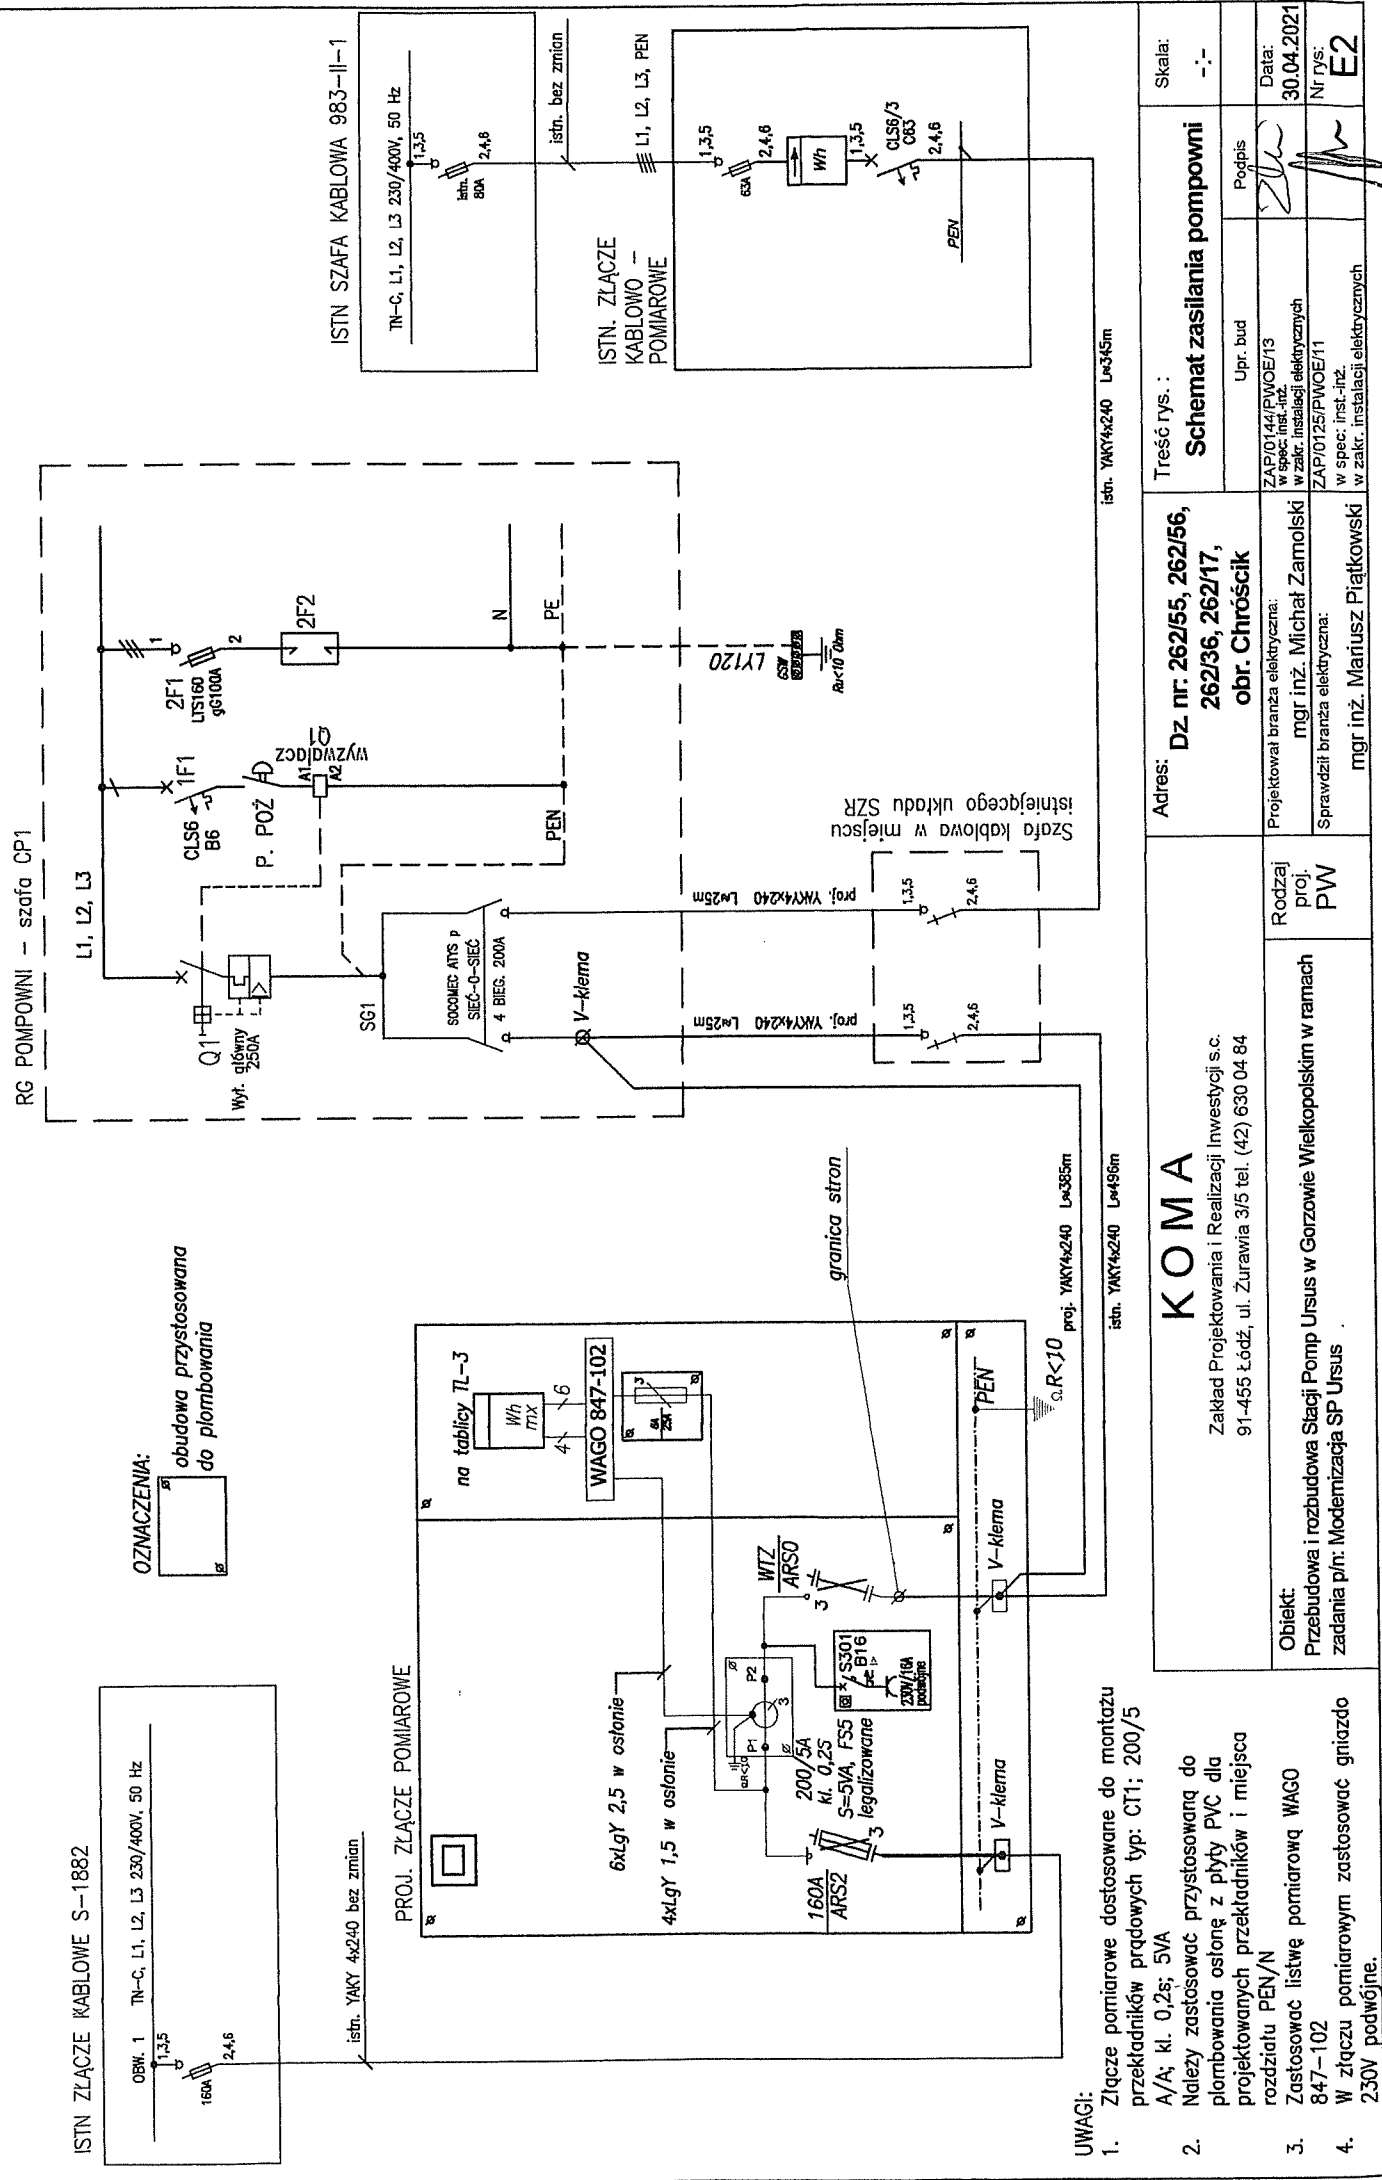 ISTN ZŁĄCZE KABLOWE S-1882
OBW. 1 TN-C, L1, L2, L3 230/400V, 50 Hz
1,3,5
160A
2,4,6
istn. YAKY 4x240 bez zmian
OZNACZENIA:
obudowa przystosowana
do plombowania
PROJ. ZŁĄCZE POMIAROWE
6xLgY 2,5 w osłonie
4xLgY 1,5 w osłonie
na tablicy TL-3
Wh
mx
4
6
WAGO 847-102
3
6A
25A
160A
ARS2
3
P1
P2
3
200/5A
kl. 0,2S
S=5VA, FS5
legalizowane
S301
B16
230V/16A
podwójne
WTZ
ARS0
3
granica stron
V-klema
V-klema
PEN
Ω R<10
proj. YAKY4x240 L≈385m
istn. YAKY4x240 L≈496m
RG POMPOWNI - szafa CP1
L1, L2, L3
Q1
Wył. główny
250A
SG1
SOCOMEC ATYS p
SIEĆ-O-SIEĆ
4 BIEG. 200A
V-klema
CLS6
B6
1F1
P. POŻ
A1
A2
wyzwalacz
Q1
PEN
1
2F1
LTS160
gG100A
2
2F2
N
PE
LY120
GSW
Ru<10 Ohm
proj. YAKY4x240 L≈25m
proj. YAKY4x240 L≈25m
Szafa kablowa w miejscu
istniejącego układu SZR
1,3,5
2,4,6
1,3,5
2,4,6
ISTN SZAFA KABLOWA 983-II-1
TN-C, L1, L2, L3 230/400V, 50 Hz
1,3,5
Istn.
80A
2,4,6
istn. bez zmian
L1, L2, L3, PEN
ISTN. ZŁĄCZE
KABLOWO -
POMIAROWE
1,3,5
63A
2,4,6
Wh
1,3,5
CLS6/3
C63
2,4,6
PEN
istn. YAKY4x240 L≈345m
UWAGI:
1. Złącze pomiarowe dostosowane do montażu
przekładników prądowych typ: CT1; 200/5
A/A; kl. 0,2s; 5VA
2. Należy zastosować przystosowaną do
plombowania osłonę z płyty PVC dla
projektowanych przekładników i miejsca
rozdziału PEN/N
3. Zastosować listwę pomiarową WAGO
847-102
4. W złączu pomiarowym zastosować gniazdo
230V podwójne.
K O M A
Zakład Projektowania i Realizacji Inwestycji s.c.
91-455 Łódź, ul. Żurawia 3/5 tel. (42) 630 04 84
Obiekt:
Przebudowa i rozbudowa Stacji Pomp Ursus w Gorzowie Wielkopolskim w ramach
zadania p/n: Modernizacja SP Ursus
Rodzaj
proj.
PW
Adres:
Dz. nr: 262/55, 262/56,
262/36, 262/17,
obr. Chróścik
Treść rys. :
Schemat zasilania pompowni
Skala:
-:-
Upr. bud
Podpis
Projektował branża elektryczna:
mgr inż. Michał Zamolski
ZAP/0144/PWOE/13
w spec: inst.-inż.
w zakr. instalacji elektrycznych
Data:
30.04.2021
Sprawdził branża elektryczna:
mgr inż. Mariusz Piątkowski
ZAP/0125/PWOE/11
w spec: inst.-inż.
w zakr. instalacji elektrycznych
Nr rys:
E2